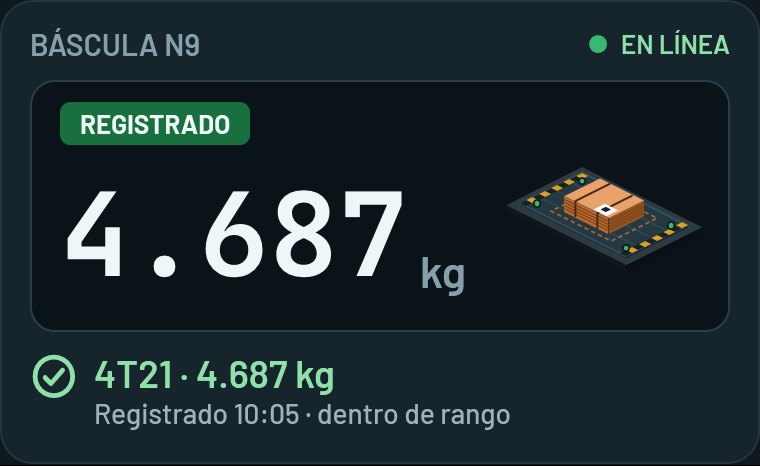 BÁSCULA N9
EN LÍNEA
REGISTRADO
4.687 kg
4T21 · 4.687 kg
Registrado 10:05 · dentro de rango